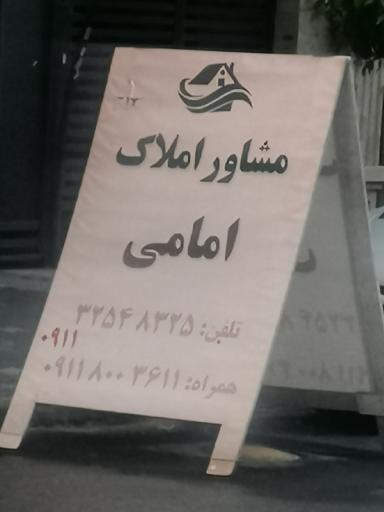 مشاور املاک
امامی
تلفن: ۳۲۵۴۸۳۲۵
۰۹۱۱
همراه: ۰۹۱۱۸۰۰۳۶۱۱